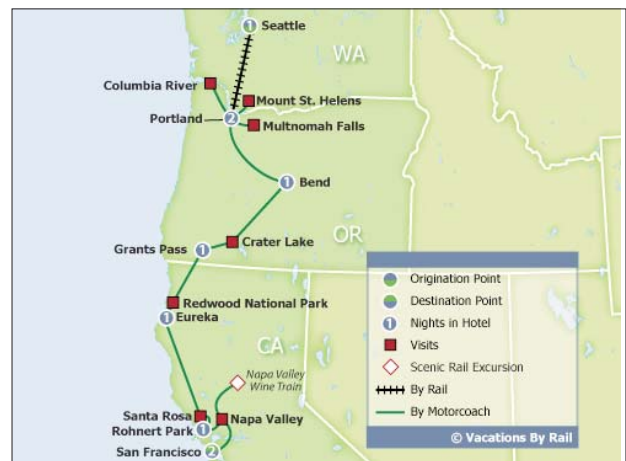 1
Seattle
WA
Columbia River
Mount St. Helens
Portland
2
Multnomah Falls
1
Bend
Crater Lake
OR
Grants Pass
1
Redwood National Park
1
Eureka
CA
Napa Valley
Wine Train
Santa Rosa
Napa Valley
Rohnert Park
1
San Francisco
2
Origination Point
Destination Point
1
Nights in Hotel
Visits
Scenic Rail Excursion
By Rail
By Motorcoach
© Vacations By Rail